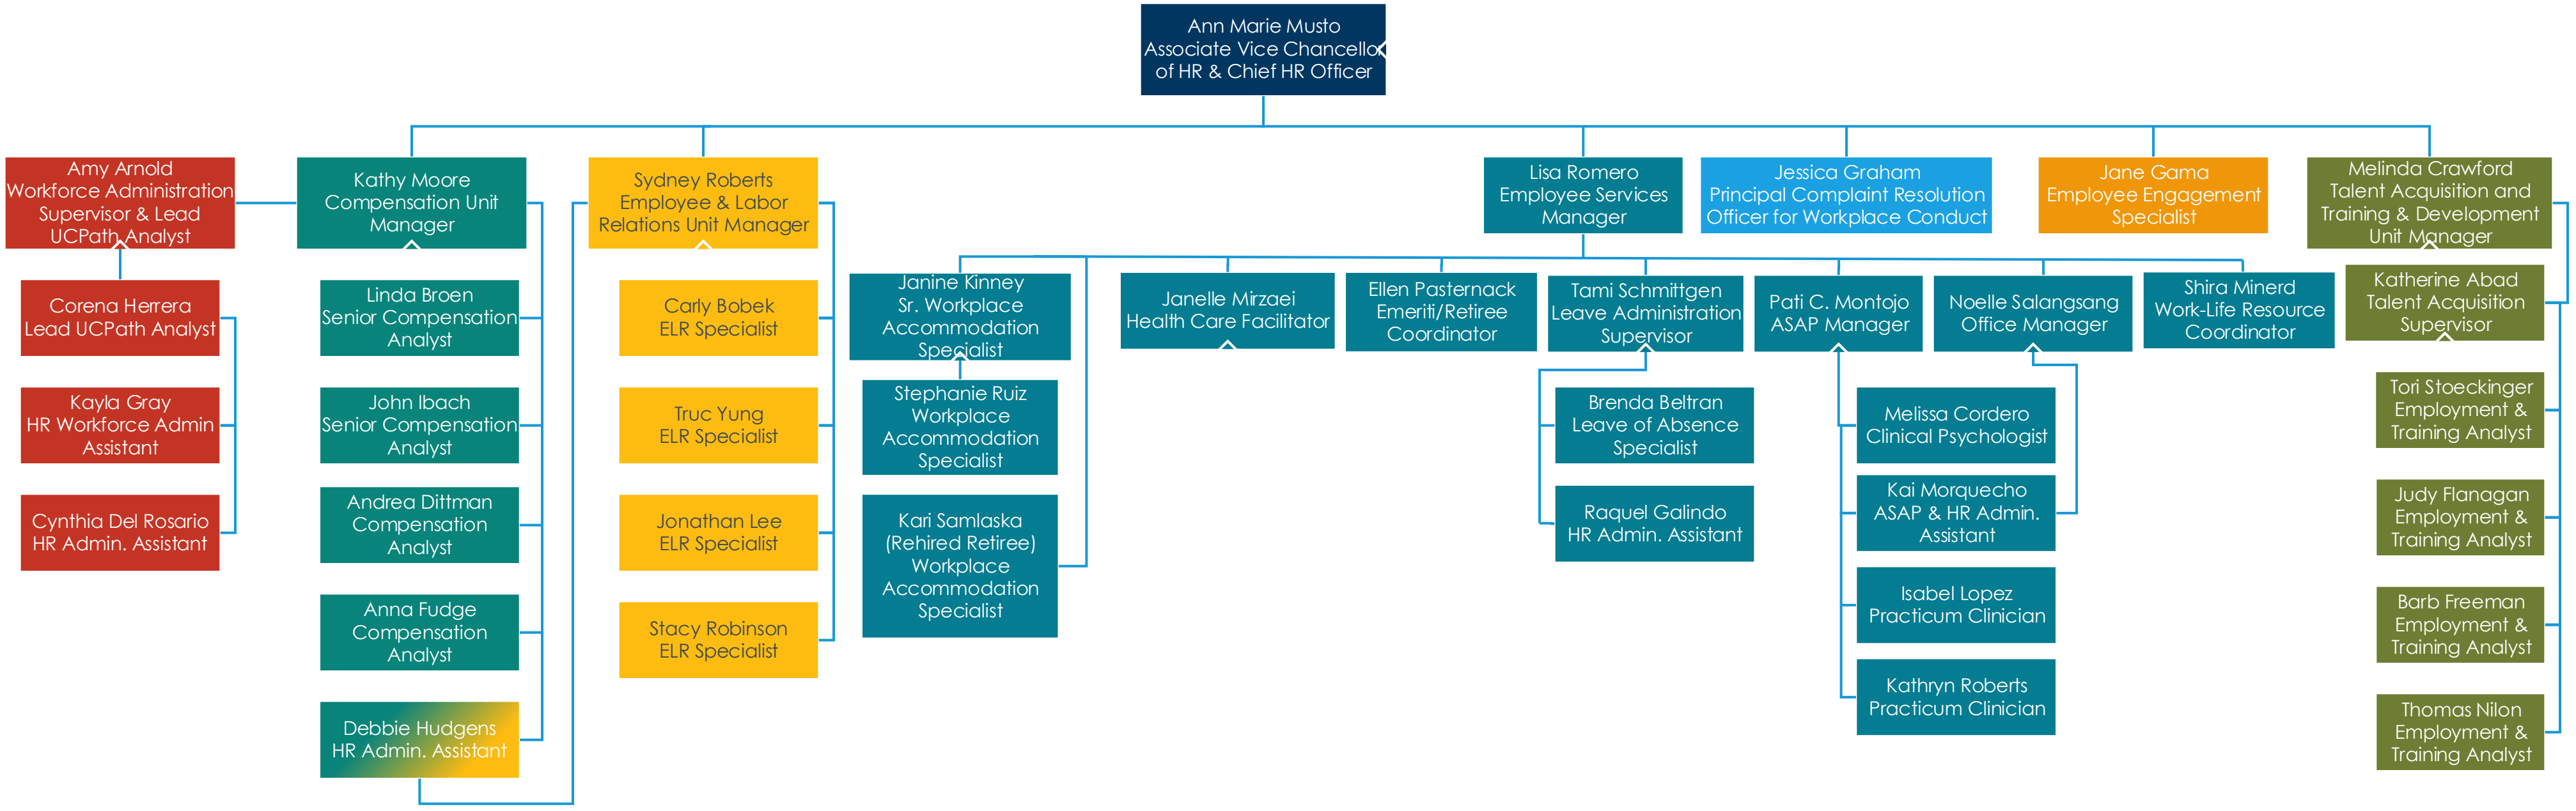 Ann Marie Musto
Associate Vice Chancellor
of HR & Chief HR Officer
Amy Arnold
Workforce Administration
Supervisor & Lead
UCPath Analyst
Corena Herrera
Lead UCPath Analyst
Kayla Gray
HR Workforce Admin
Assistant
Cynthia Del Rosario
HR Admin. Assistant
Kathy Moore
Compensation Unit
Manager
Linda Broen
Senior Compensation
Analyst
John Ibach
Senior Compensation
Analyst
Andrea Dittman
Compensation
Analyst
Anna Fudge
Compensation
Analyst
Debbie Hudgens
HR Admin. Assistant
Sydney Roberts
Employee & Labor
Relations Unit Manager
Carly Bobek
ELR Specialist
Truc Yung
ELR Specialist
Jonathan Lee
ELR Specialist
Stacy Robinson
ELR Specialist
Lisa Romero
Employee Services
Manager
Janine Kinney
Sr. Workplace
Accommodation
Specialist
Stephanie Ruiz
Workplace
Accommodation
Specialist
Kari Samlaska
(Rehired Retiree)
Workplace
Accommodation
Specialist
Janelle Mirzaei
Health Care Facilitator
Ellen Pasternack
Emeriti/Retiree
Coordinator
Tami Schmittgen
Leave Administration
Supervisor
Brenda Beltran
Leave of Absence
Specialist
Raquel Galindo
HR Admin. Assistant
Pati C. Montojo
ASAP Manager
Melissa Cordero
Clinical Psychologist
Kai Morquecho
ASAP & HR Admin.
Assistant
Isabel Lopez
Practicum Clinician
Kathryn Roberts
Practicum Clinician
Noelle Salangsang
Office Manager
Shira Minerd
Work-Life Resource
Coordinator
Jessica Graham
Principal Complaint Resolution
Officer for Workplace Conduct
Jane Gama
Employee Engagement
Specialist
Melinda Crawford
Talent Acquisition and
Training & Development
Unit Manager
Katherine Abad
Talent Acquisition
Supervisor
Tori Stoeckinger
Employment &
Training Analyst
Judy Flanagan
Employment &
Training Analyst
Barb Freeman
Employment &
Training Analyst
Thomas Nilon
Employment &
Training Analyst